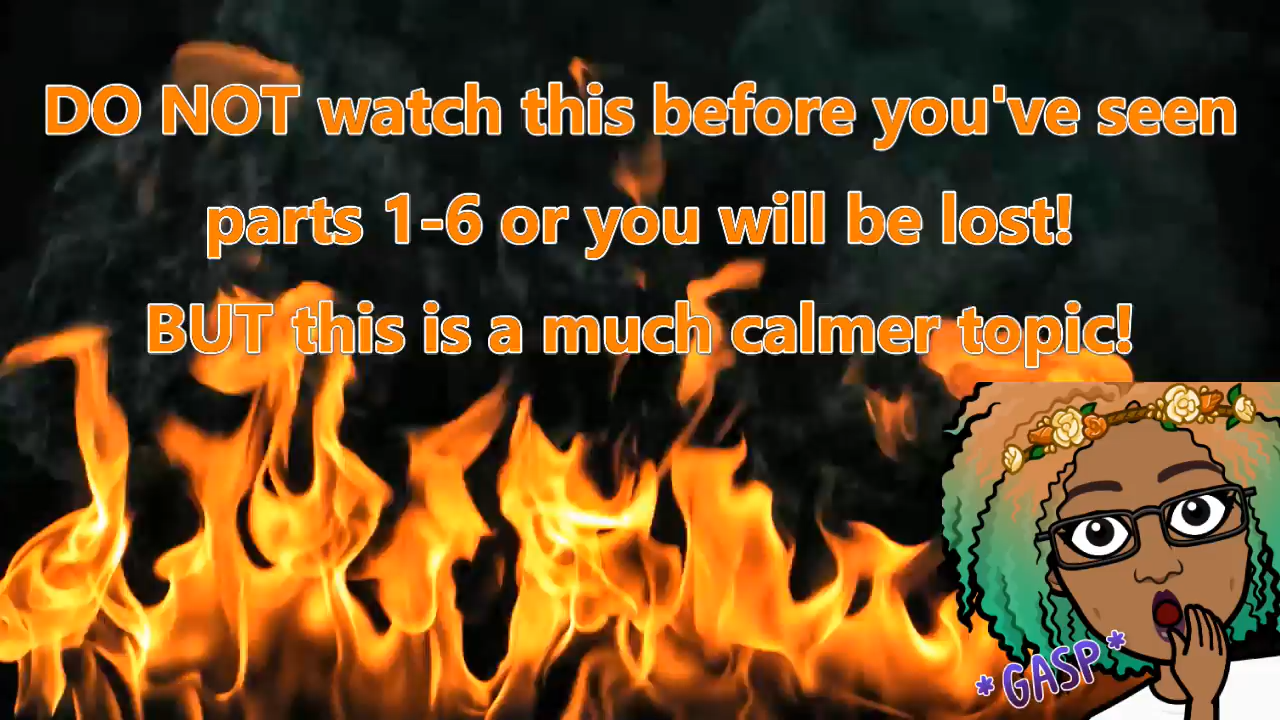 DO NOT watch this before you've seen
parts 1-6 or you will be lost!
BUT this is a much calmer topic!
*GASP*